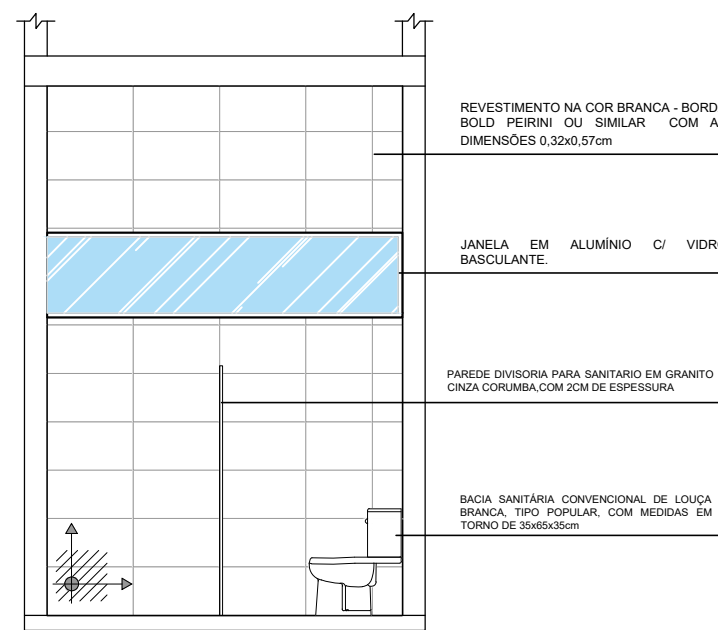 REVESTIMENTO NA COR BRANCA - BORD
BOLD PEIRINI OU SIMILAR COM A
DIMENSÕES 0,32x0,57cm
JANELA EM ALUMÍNIO C/ VIDRO
BASCULANTE.
PAREDE DIVISORIA PARA SANITARIO EM GRANITO
CINZA CORUMBA,COM 2CM DE ESPESSURA
BACIA SANITÁRIA CONVENCIONAL DE LOUÇA
BRANCA, TIPO POPULAR, COM MEDIDAS EM
TORNO DE 35x65x35cm